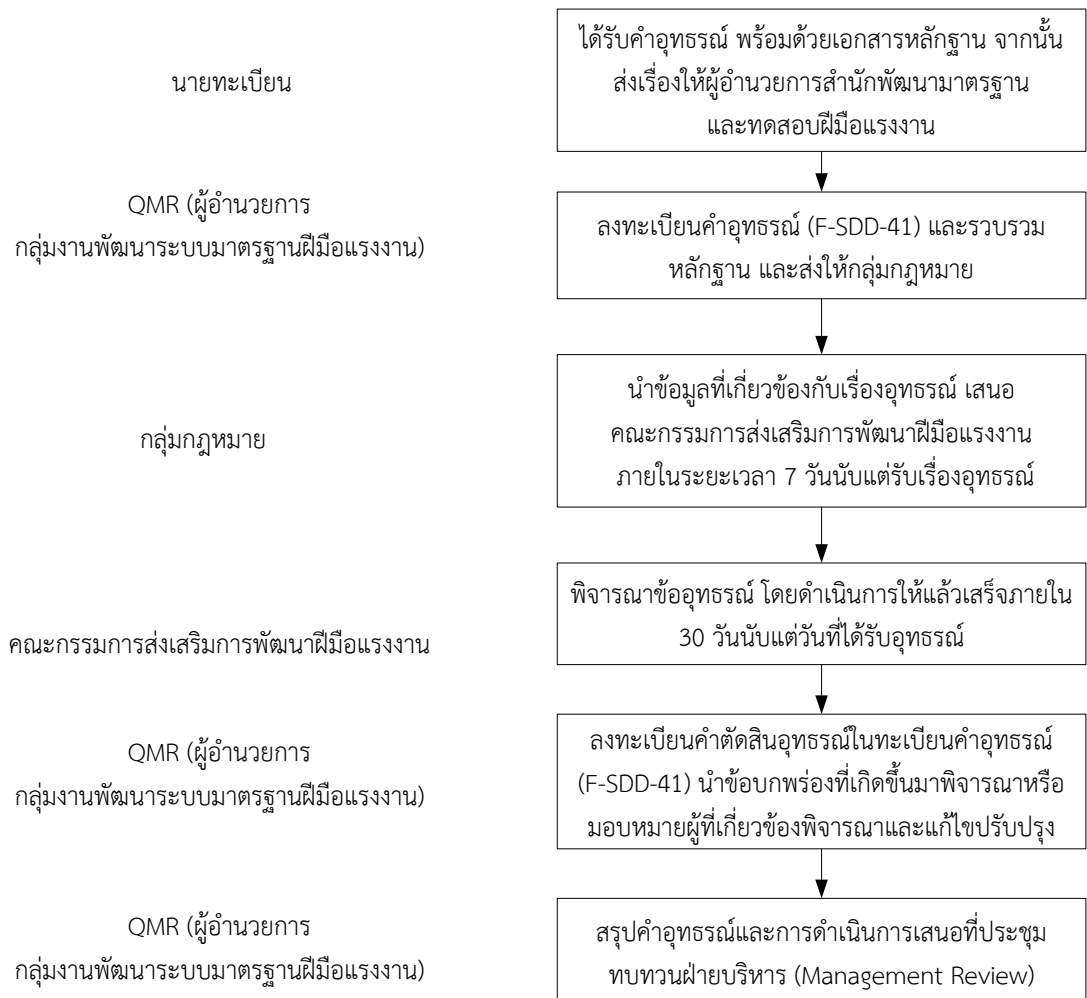 นายทะเบียน
ได้รับคำอุทธรณ์ พร้อมด้วยเอกสารหลักฐาน จากนั้น
ส่งเรื่องให้ผู้อำนวยการสำนักพัฒนามาตรฐาน
และทดสอบฝีมือแรงงาน
QMR (ผู้อำนวยการ
กลุ่มงานพัฒนาระบบมาตรฐานฝีมือแรงงาน)
ลงทะเบียนคำอุทธรณ์ (F-SDD-41) และรวบรวม
หลักฐาน และส่งให้กลุ่มกฎหมาย
กลุ่มกฎหมาย
นำข้อมูลที่เกี่ยวข้องกับเรื่องอุทธรณ์ เสนอ
คณะกรรมการส่งเสริมการพัฒนาฝีมือแรงงาน
ภายในระยะเวลา 7 วันนับแต่รับเรื่องอุทธรณ์
คณะกรรมการส่งเสริมการพัฒนาฝีมือแรงงาน
พิจารณาข้ออุทธรณ์ โดยดำเนินการให้แล้วเสร็จภายใน
30 วันนับแต่วันที่ได้รับอุทธรณ์
QMR (ผู้อำนวยการ
กลุ่มงานพัฒนาระบบมาตรฐานฝีมือแรงงาน)
ลงทะเบียนคำตัดสินอุทธรณ์ในทะเบียนคำอุทธรณ์
(F-SDD-41) นำข้อบกพร่องที่เกิดขึ้นมาพิจารณาหรือ
มอบหมายผู้ที่เกี่ยวข้องพิจารณาและแก้ไขปรับปรุง
QMR (ผู้อำนวยการ
กลุ่มงานพัฒนาระบบมาตรฐานฝีมือแรงงาน)
สรุปคำอุทธรณ์และการดำเนินการเสนอที่ประชุม
ทบทวนฝ่ายบริหาร (Management Review)